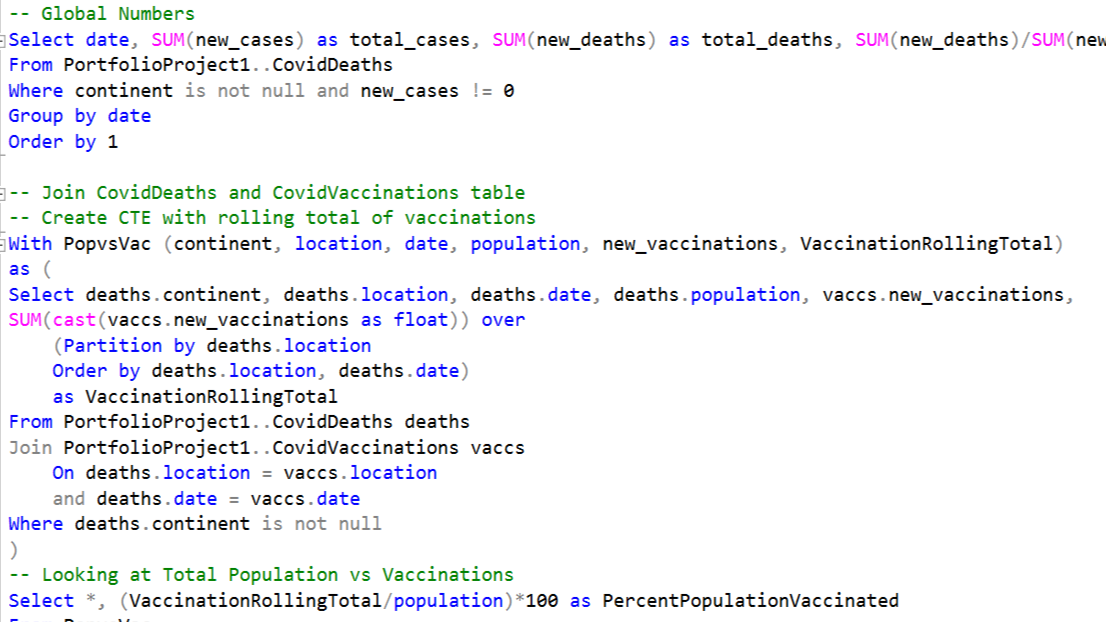 -- Global Numbers
Select date, SUM(new_cases) as total_cases, SUM(new_deaths) as total_deaths, SUM(new_deaths)/SUM(new
From PortfolioProject1..CovidDeaths
Where continent is not null and new_cases != 0
Group by date
Order by 1
-- Join CovidDeaths and CovidVaccinations table
-- Create CTE with rolling total of vaccinations
With PopvsVac (continent, location, date, population, new_vaccinations, VaccinationRollingTotal)
as (
Select deaths.continent, deaths.location, deaths.date, deaths.population, vaccs.new_vaccinations,
SUM(cast(vaccs.new_vaccinations as float)) over
(Partition by deaths.location
Order by deaths.location, deaths.date)
as VaccinationRollingTotal
From PortfolioProject1..CovidDeaths deaths
Join PortfolioProject1..CovidVaccinations vaccs
On deaths.location = vaccs.location
and deaths.date = vaccs.date
Where deaths.continent is not null
)
-- Looking at Total Population vs Vaccinations
Select *, (VaccinationRollingTotal/population)*100 as PercentPopulationVaccinated